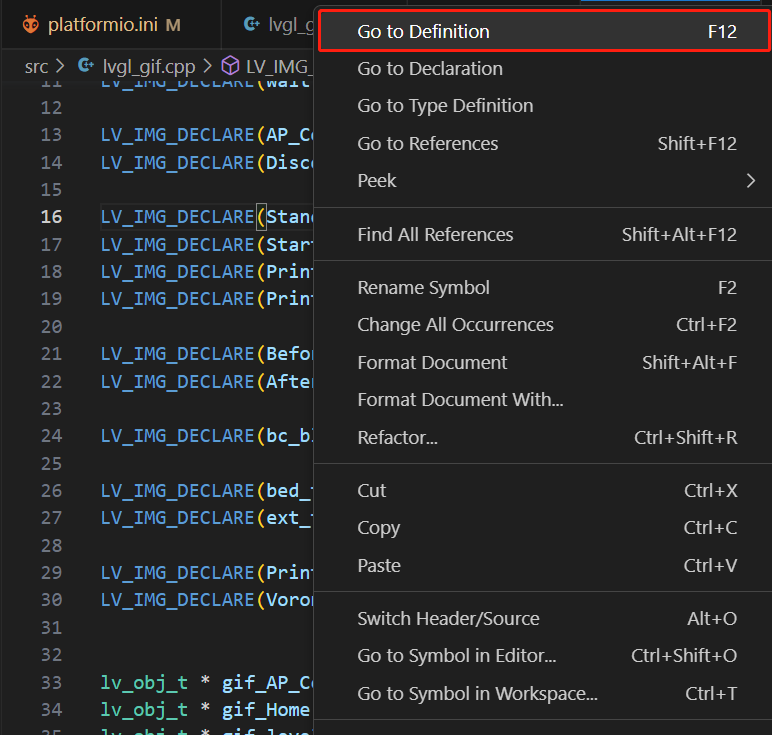 platformio.ini M
lvgl_g
src > lvgl_gif.cpp > LV_IMG_
11 LV_IMG_DECLARE(wait
12
13 LV_IMG_DECLARE(AP_C
14 LV_IMG_DECLARE(Disc
15
16 LV_IMG_DECLARE(Stan
17 LV_IMG_DECLARE(Star
18 LV_IMG_DECLARE(Prin
19 LV_IMG_DECLARE(Prin
20
21 LV_IMG_DECLARE(Befo
22 LV_IMG_DECLARE(After
23
24 LV_IMG_DECLARE(bc_b
25
26 LV_IMG_DECLARE(bed_
27 LV_IMG_DECLARE(ext_
28
29 LV_IMG_DECLARE(Prin
30 LV_IMG_DECLARE(Voro
31
32
33 lv_obj_t * gif_AP_C
34 lv_obj_t * gif_Home
35 lv_obj_t * gif_leve
Go to Definition F12
Go to Declaration
Go to Type Definition
Go to References Shift+F12
Peek >
Find All References Shift+Alt+F12
Rename Symbol F2
Change All Occurrences Ctrl+F2
Format Document Shift+Alt+F
Format Document With...
Refactor... Ctrl+Shift+R
Cut Ctrl+X
Copy Ctrl+C
Paste Ctrl+V
Switch Header/Source Alt+O
Go to Symbol in Editor... Ctrl+Shift+O
Go to Symbol in Workspace... Ctrl+T